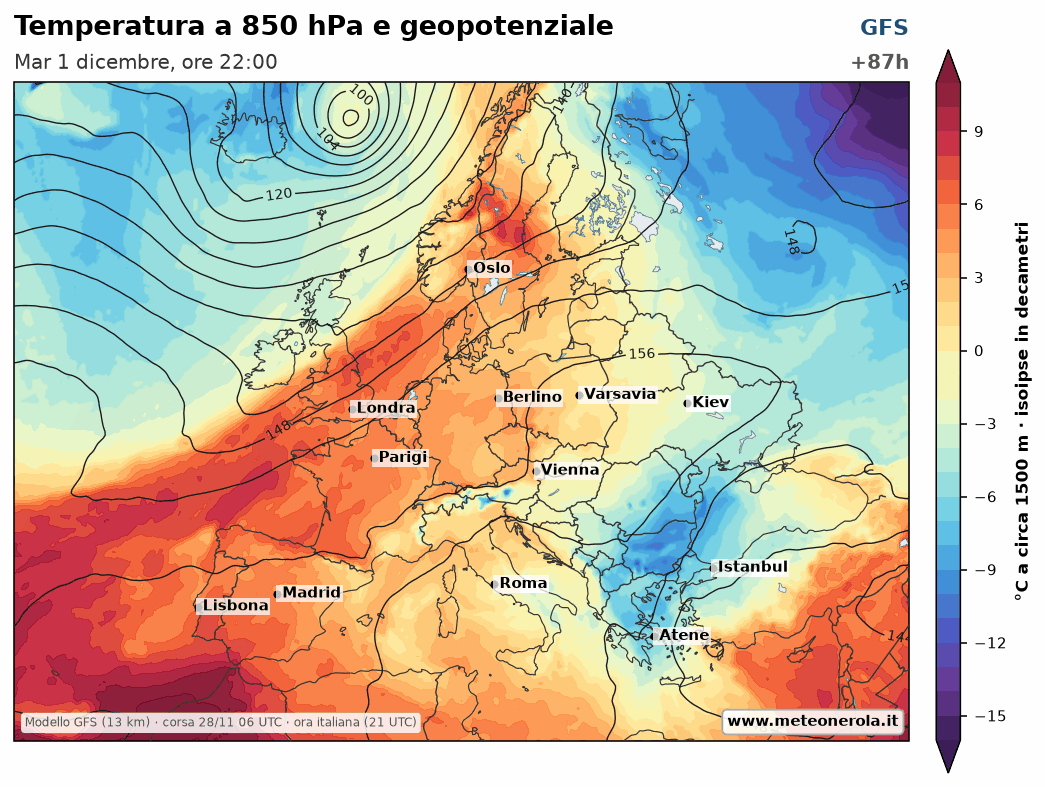 Temperatura a 850 hPa e geopotenziale
GFS
Mar 1 dicembre, ore 22:00
+87h
100
104
140
120
148
15
Oslo
156
Berlino
Varsavia
Kiev
Londra
148
Parigi
Vienna
Istanbul
Roma
Madrid
Lisbona
Atene
Modello GFS (13 km) · corsa 28/11 06 UTC · ora italiana (21 UTC)
www.meteonerola.it
9
6
3
0
−3
−6
−9
−12
−15
°C a circa 1500 m · isoipse in decametri